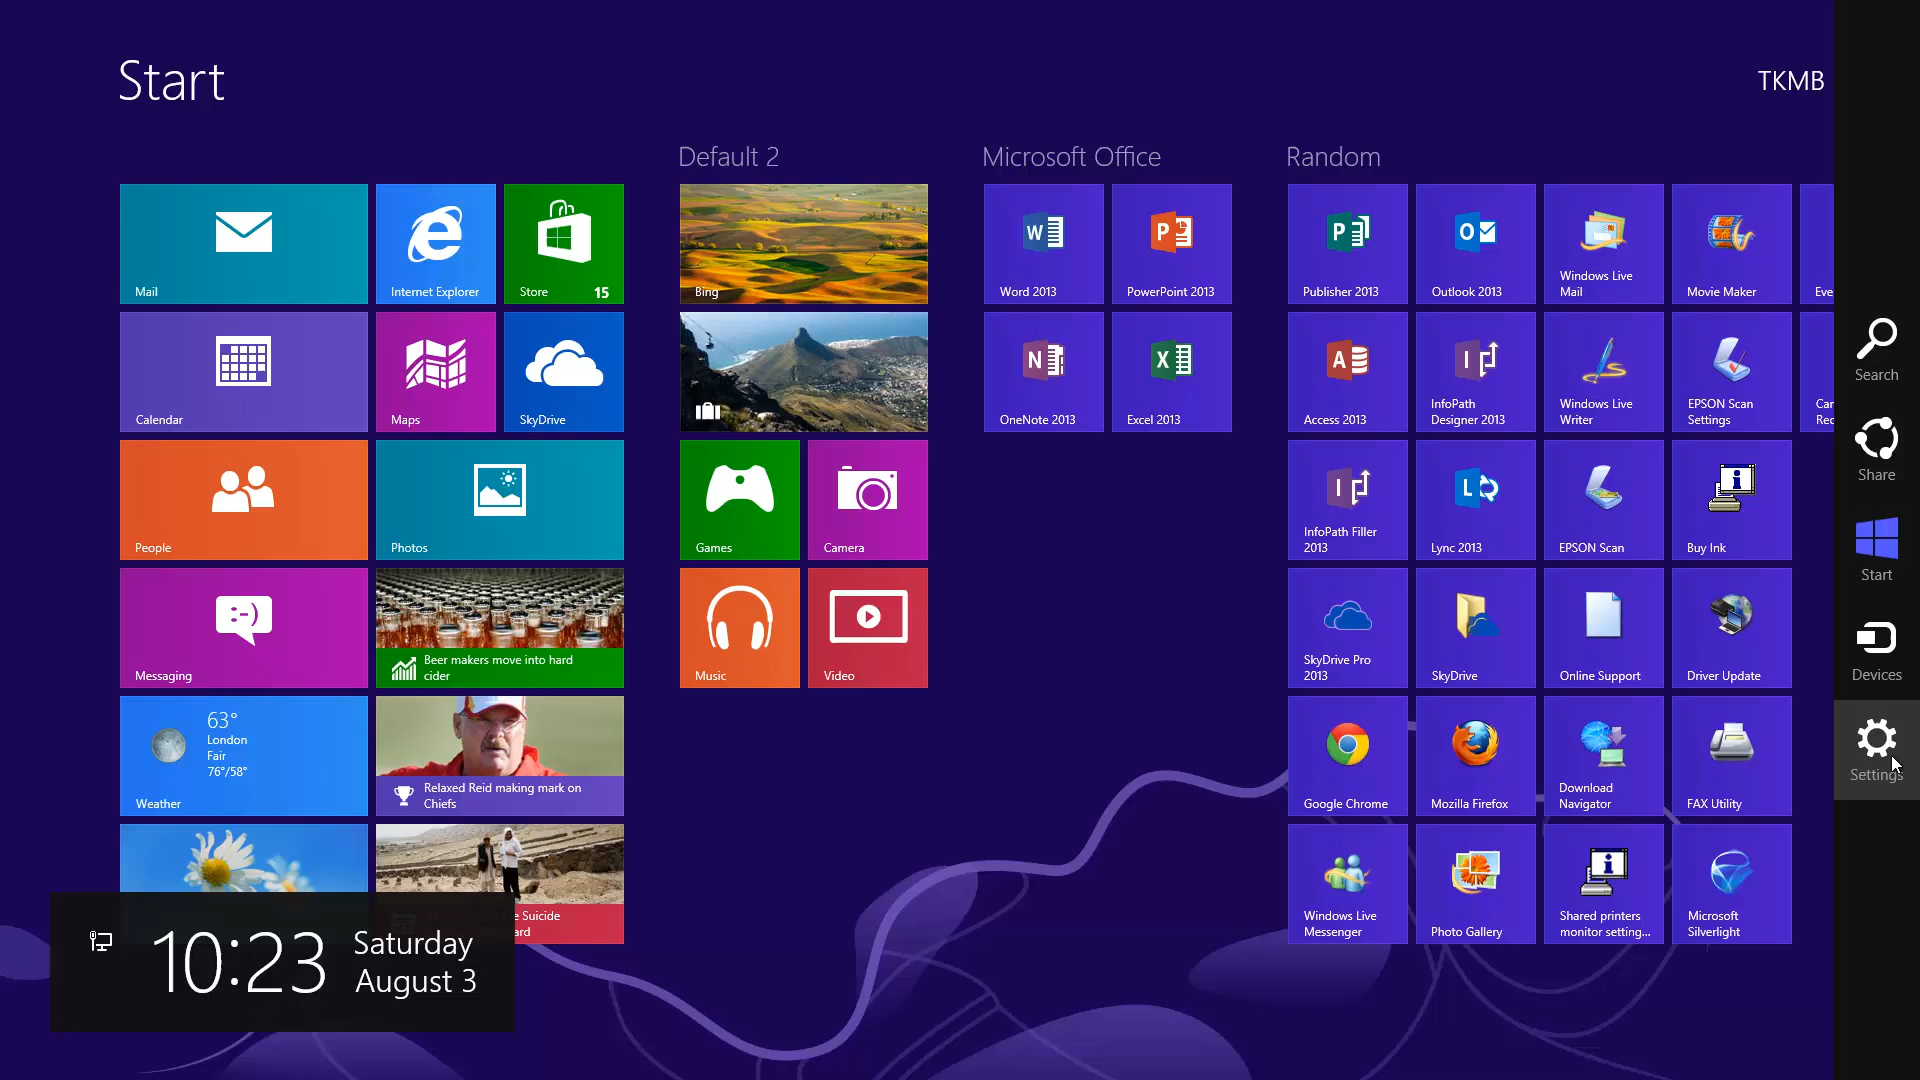 Start
TKMB
Default 2
Microsoft Office
Random
Mail
Internet Explorer
Store
15
Bing
Word 2013
PowerPoint 2013
Publisher 2013
Outlook 2013
Windows Live
Mail
Movie Maker
Eve
Calendar
Maps
SkyDrive
OneNote 2013
Excel 2013
Access 2013
InfoPath
Designer 2013
Windows Live
Writer
EPSON Scan
Settings
Car
Rec
People
Photos
Games
Camera
InfoPath Filler
2013
Lync 2013
EPSON Scan
Buy Ink
Messaging
Beer makers move into hard
cider
Music
Video
SkyDrive Pro
2013
SkyDrive
Online Support
Driver Update
63°
London
Fair
76°/58°
Weather
Relaxed Reid making mark on
Chiefs
Google Chrome
Mozilla Firefox
Download
Navigator
FAX Utility
Suicide
ard
Windows Live
Messenger
Photo Gallery
Shared printers
monitor setting...
Microsoft
Silverlight
10:23
Saturday
August 3
Search
Share
Start
Devices
Settings